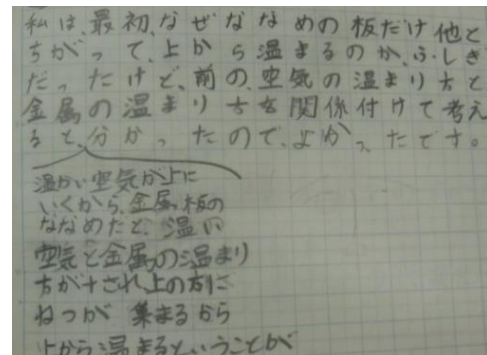 私は、最初、なぜななめの板だけ他と
ちがって、上から温まるのか、ふしぎ
だったけど、前の、空気の温まり方と
金属の温まり方を関係付けて考え
ると、分かったので、よかったです。
温かい空気が上に
いくから、金属板の
ななめだと、温い
空気と金属の温まり
方が十され上の方に
ねつが 集まるから
上から温まるということが